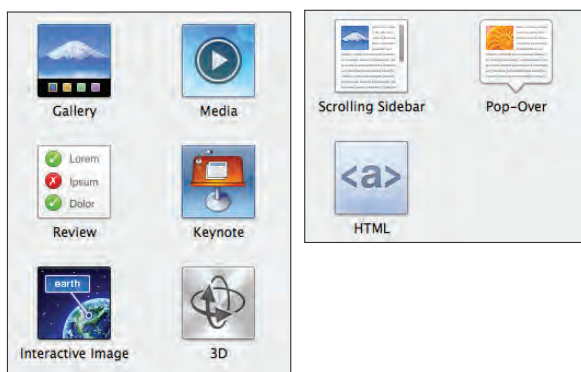 Gallery
Media
Lorem
Ipsum
Dolor
Review
Keynote
earth
Interactive Image
3D
Scrolling Sidebar
Pop-Over
<a>
HTML